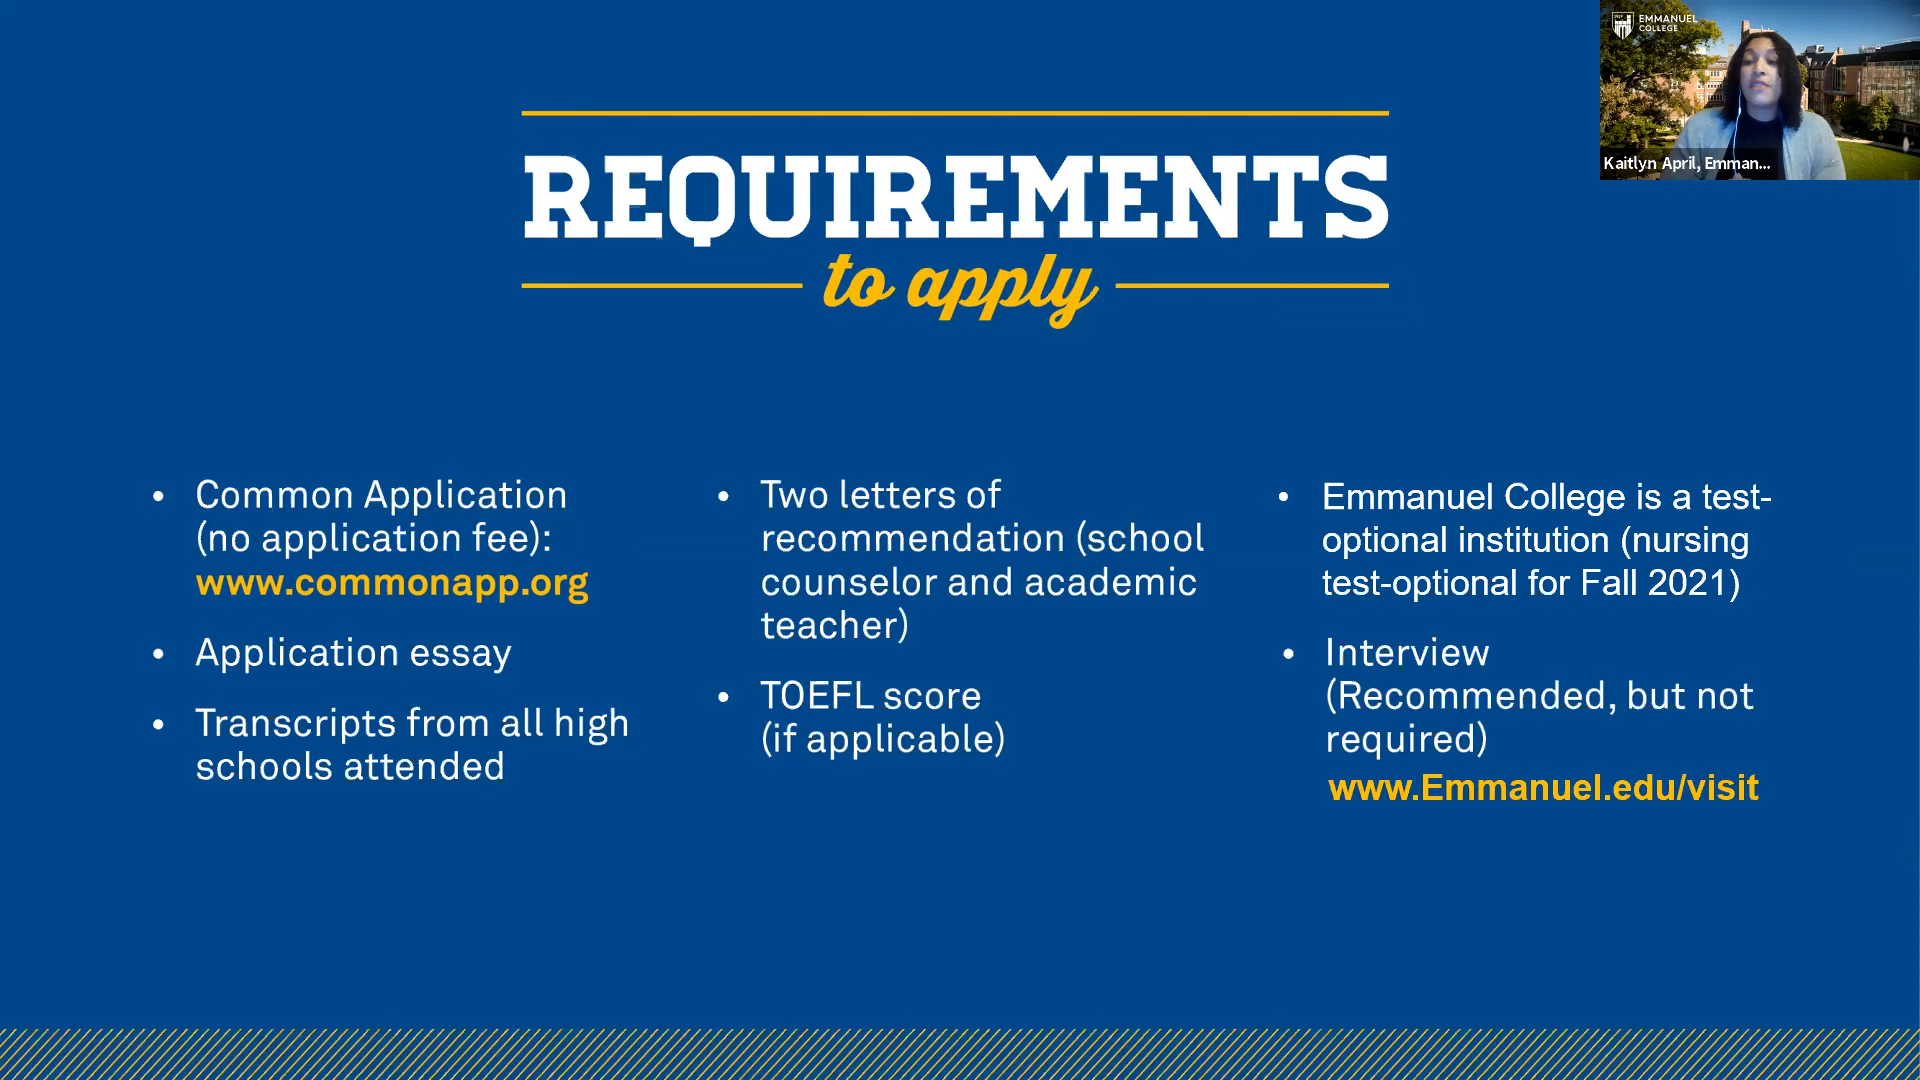 EMMANUEL
COLLEGE
Kaitlyn April, Emman...
REQUIREMENTS
to apply
• Common Application
(no application fee):
www.commonapp.org
• Application essay
• Transcripts from all high
schools attended
• Two letters of
recommendation (school
counselor and academic
teacher)
• TOEFL score
(if applicable)
• Emmanuel College is a test-
optional institution (nursing
test-optional for Fall 2021)
• Interview
(Recommended, but not
required)
www.Emmanuel.edu/visit